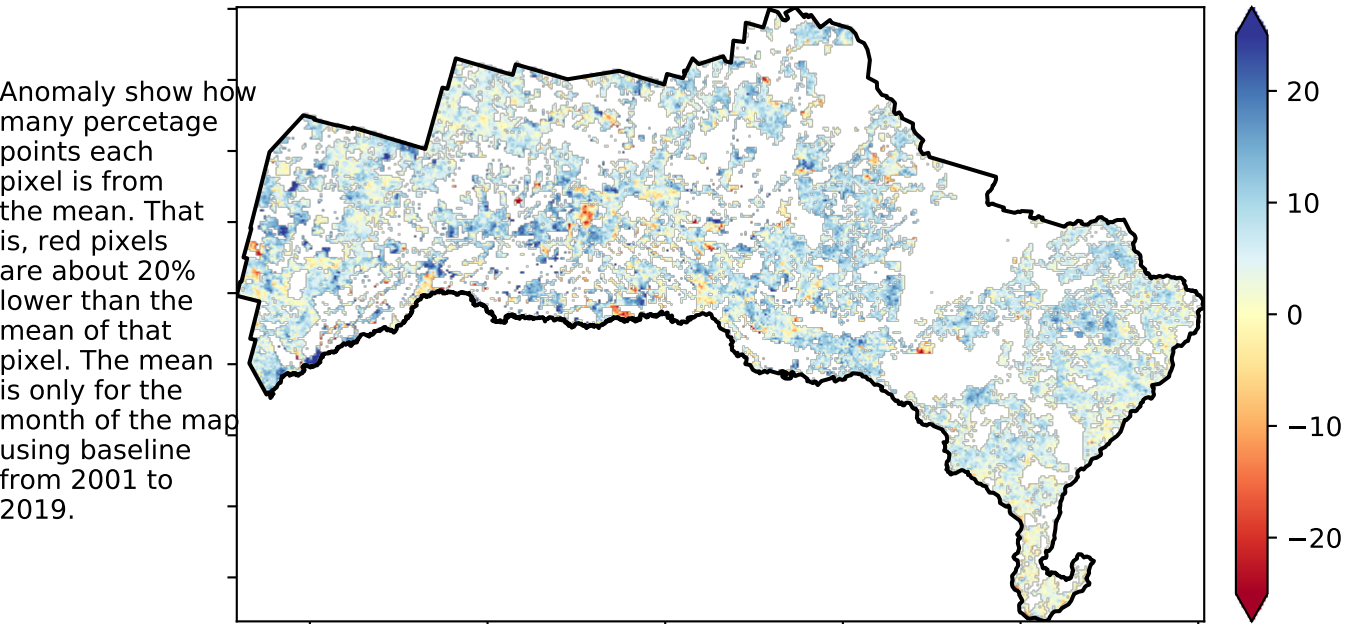 Anomaly show how
many percetage
points each
pixel is from
the mean. That
is, red pixels
are about 20%
lower than the
mean of that
pixel. The mean
is only for the
month of the map
using baseline
from 2001 to
2019.
20
10
0
−10
−20